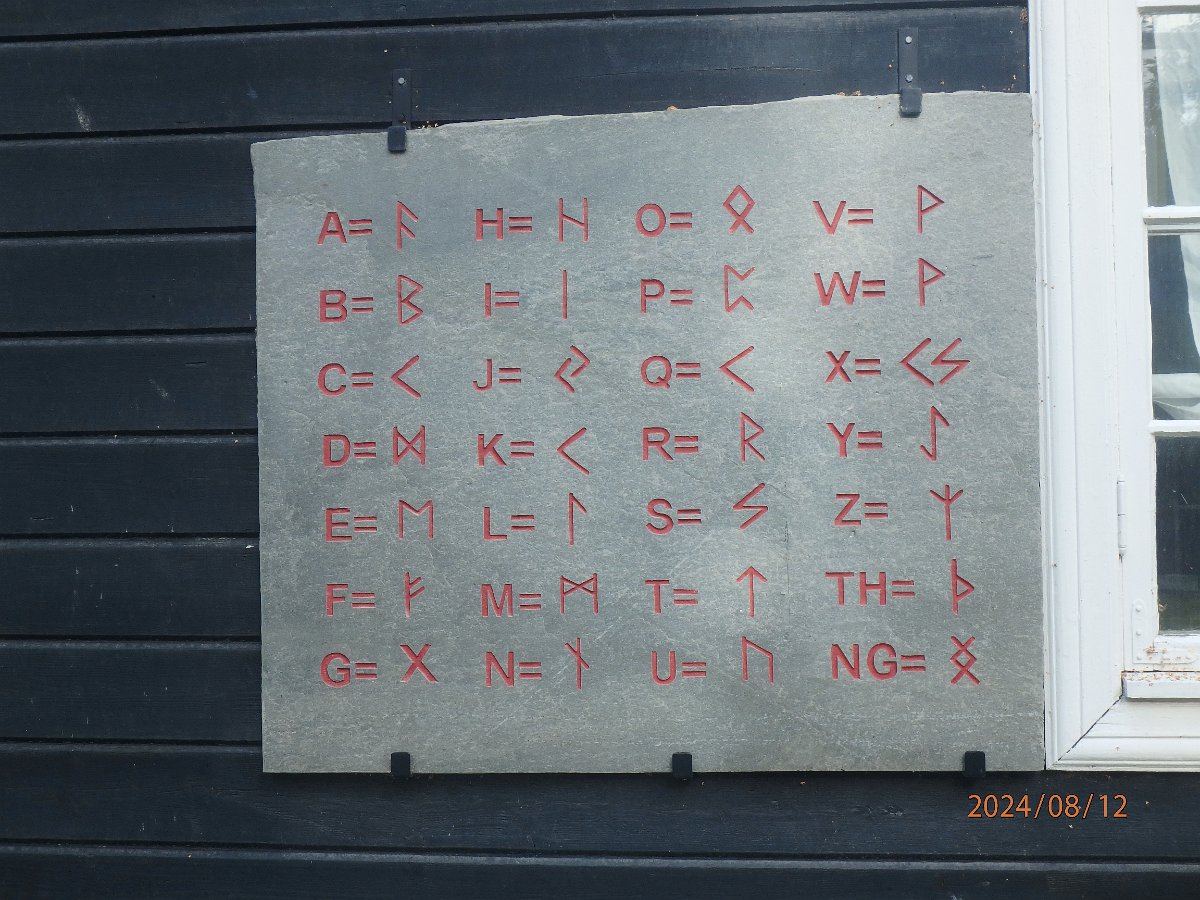 A= ᚨ H= ᚺ O= ᛟ V= ᚹ
B= ᛒ I= ᛁ P= ᛈ W= ᚹ
C= ᚲ J= ᛃ Q= ᚲ X= ᚲᛊ
D= ᛞ K= ᚲ R= ᚱ Y= ᛇ
E= ᛖ L= ᛚ S= ᛊ Z= ᛉ
F= ᚠ M= ᛗ T= ᛏ TH= ᚦ
G= ᚷ N= ᚾ U= ᚢ NG= ᛝ
2024/08/12